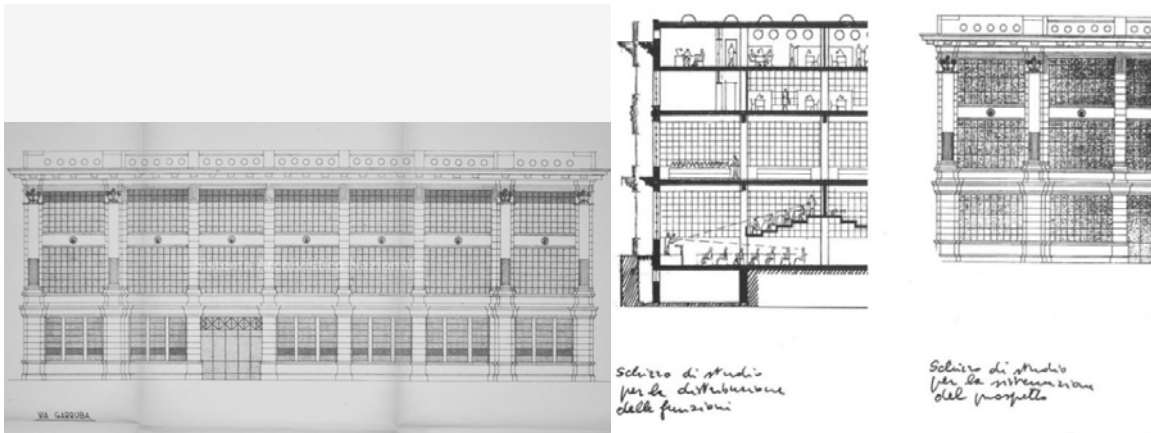 VIA GARRUBA
Schizzo di studio
per la distribuzione
delle funzioni
Schizzo di studio
per la sistemazione
del prospetto